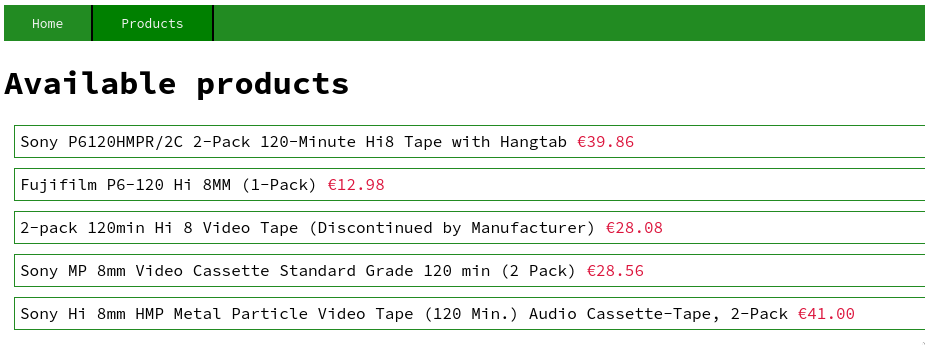 Home Products
Available products
Sony P6120HMPR/2C 2-Pack 120-Minute Hi8 Tape with Hangtab €39.86
Fujifilm P6-120 Hi 8MM (1-Pack) €12.98
2-pack 120min Hi 8 Video Tape (Discontinued by Manufacturer) €28.08
Sony MP 8mm Video Cassette Standard Grade 120 min (2 Pack) €28.56
Sony Hi 8mm HMP Metal Particle Video Tape (120 Min.) Audio Cassette-Tape, 2-Pack €41.00